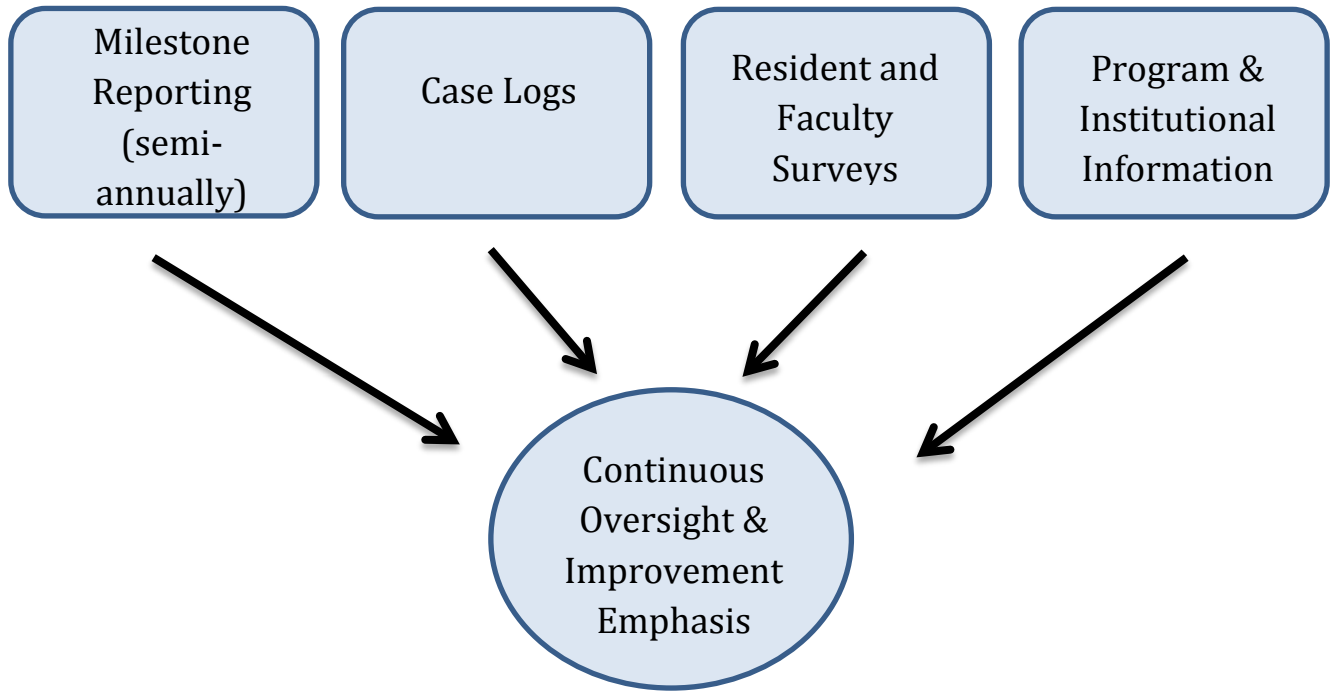 Milestone
Reporting
(semi-
annually)
Case Logs
Resident and
Faculty
Surveys
Program &
Institutional
Information
Continuous
Oversight &
Improvement
Emphasis